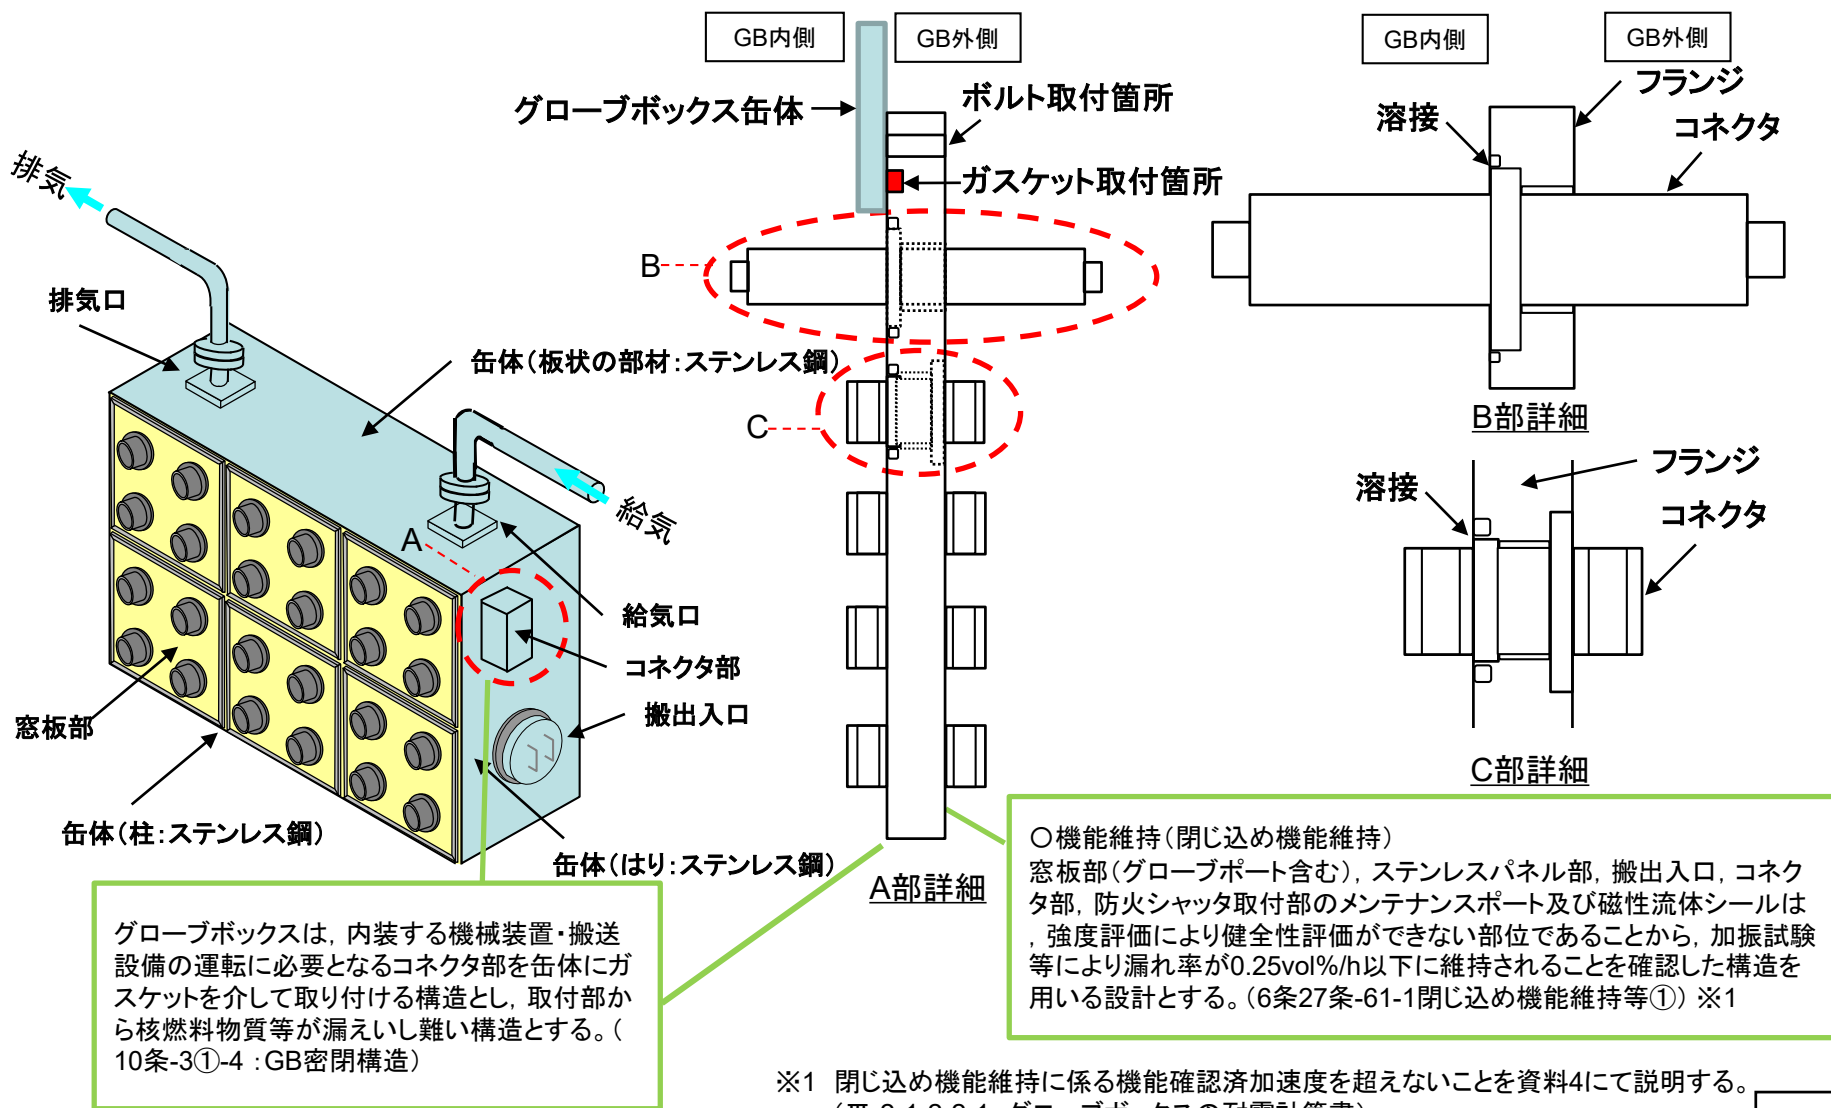 GB内側
GB外側
グローブボックス缶体
ボルト取付箇所
ガスケット取付箇所
B
C
A部詳細
GB内側
GB外側
フランジ
溶接
コネクタ
B部詳細
フランジ
溶接
コネクタ
C部詳細
排気
排気口
缶体(板状の部材:ステンレス鋼)
給気
A
給気口
コネクタ部
搬出入口
窓板部
缶体(柱:ステンレス鋼)
缶体(はり:ステンレス鋼)
グローブボックスは, 内装する機械装置・搬送
設備の運転に必要となるコネクタ部を缶体にガ
スケットを介して取り付ける構造とし, 取付部か
ら核燃料物質等が漏えいし難い構造とする。(
10条-3①-4 :GB密閉構造)
〇機能維持(閉じ込め機能維持)
窓板部(グローブポート含む), ステンレスパネル部, 搬出入口, コネク
タ部, 防火シャッタ取付部のメンテナンスポート及び磁性流体シールは
, 強度評価により健全性評価ができない部位であることから, 加振試験
等により漏れ率が0.25vol%/h以下に維持されることを確認した構造を
用いる設計とする。(6条27条-61-1閉じ込め機能維持等①) ※1
※1 閉じ込め機能維持に係る機能確認済加速度を超えないことを資料4にて説明する。